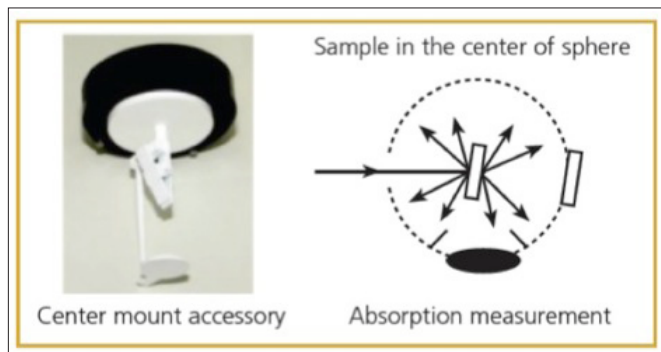 Sample in the center of sphere
Center mount accessory
Absorption measurement